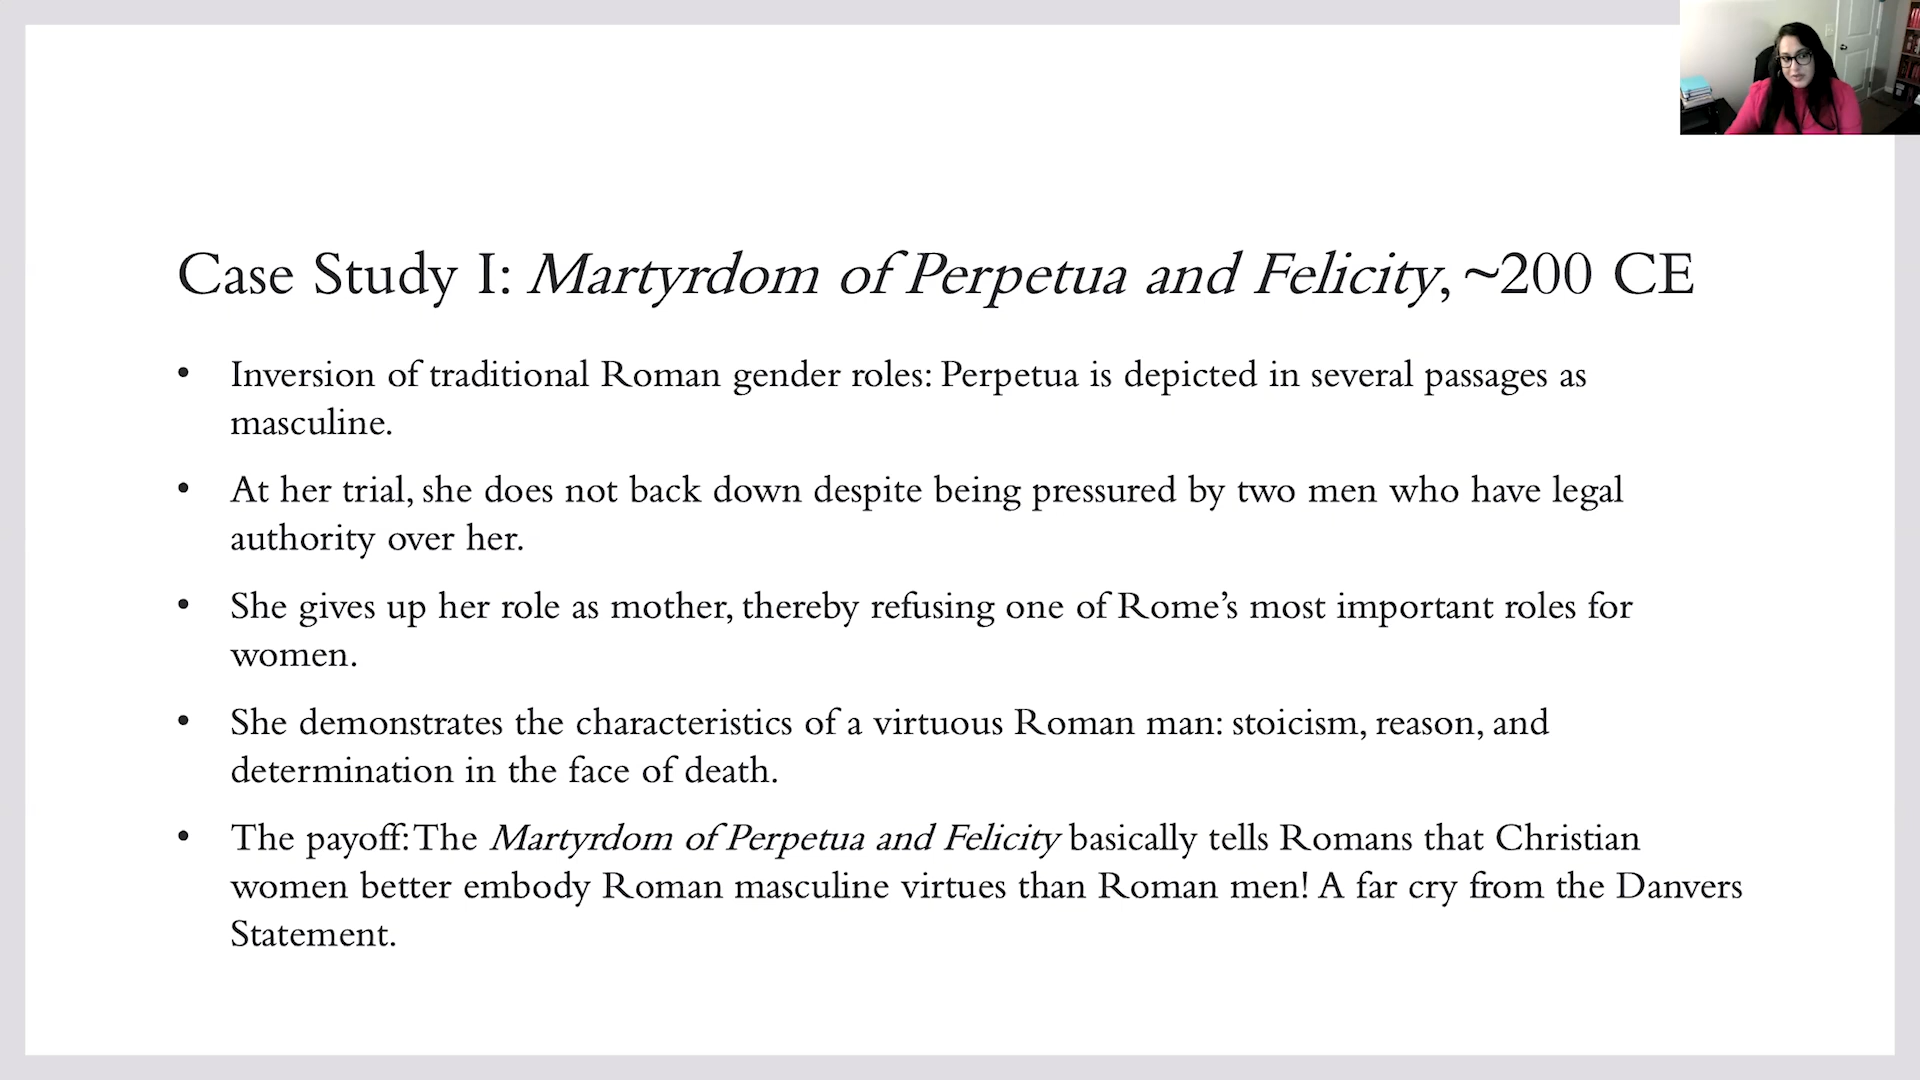 Case Study I: Martyrdom of Perpetua and Felicity, ~200 CE
• Inversion of traditional Roman gender roles: Perpetua is depicted in several passages as
masculine.
• At her trial, she does not back down despite being pressured by two men who have legal
authority over her.
• She gives up her role as mother, thereby refusing one of Rome’s most important roles for
women.
• She demonstrates the characteristics of a virtuous Roman man: stoicism, reason, and
determination in the face of death.
• The payoff: The Martyrdom of Perpetua and Felicity basically tells Romans that Christian
women better embody Roman masculine virtues than Roman men! A far cry from the Danvers
Statement.